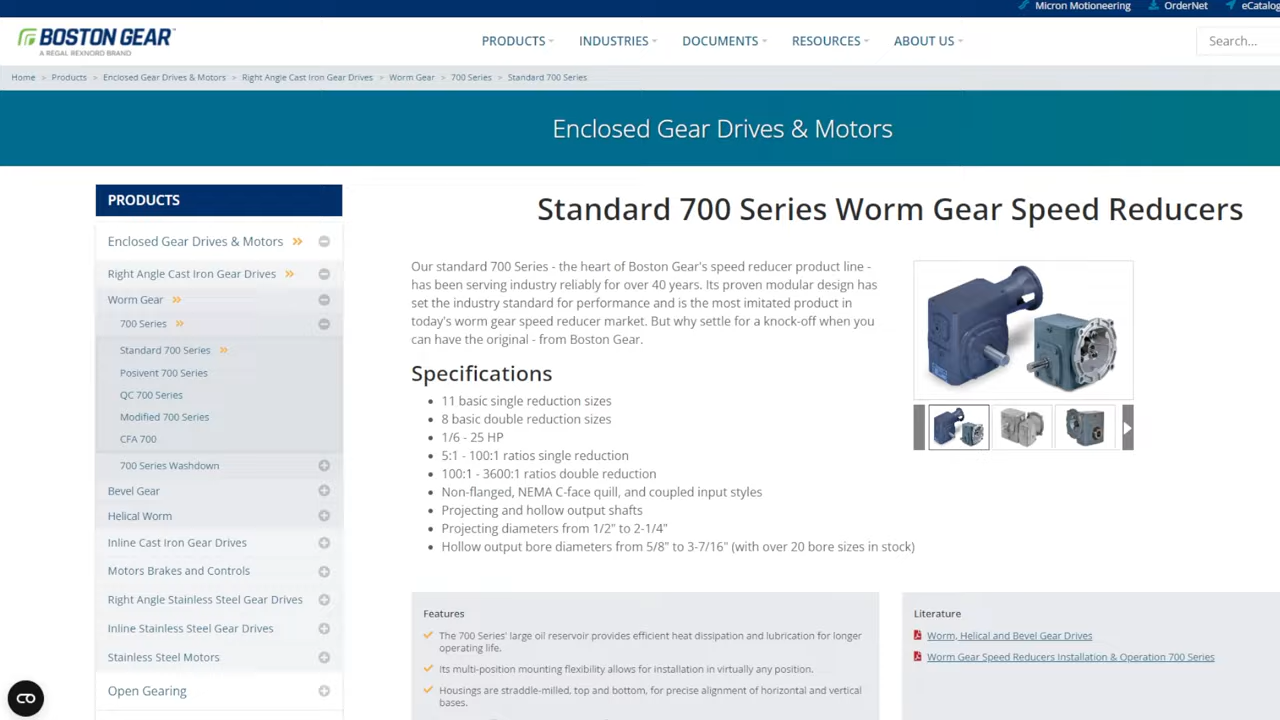 Micron Motioneering
OrderNet
eCatalog
BOSTON GEAR
A REGAL REXNORD BRAND
PRODUCTS
INDUSTRIES
DOCUMENTS
RESOURCES
ABOUT US
Search...
Home > Products > Enclosed Gear Drives & Motors > Right Angle Cast Iron Gear Drives > Worm Gear > 700 Series > Standard 700 Series
Enclosed Gear Drives & Motors
PRODUCTS
Enclosed Gear Drives & Motors
Right Angle Cast Iron Gear Drives
Worm Gear
700 Series
Standard 700 Series
Posivent 700 Series
QC 700 Series
Modified 700 Series
CFA 700
700 Series Washdown
Bevel Gear
Helical Worm
Inline Cast Iron Gear Drives
Motors Brakes and Controls
Right Angle Stainless Steel Gear Drives
Inline Stainless Steel Gear Drives
Stainless Steel Motors
Open Gearing
Standard 700 Series Worm Gear Speed Reducers
Our standard 700 Series - the heart of Boston Gear's speed reducer product line -
has been serving industry reliably for over 40 years. Its proven modular design has
set the industry standard for performance and is the most imitated product in
today's worm gear speed reducer market. But why settle for a knock-off when you
can have the original - from Boston Gear.
Specifications
• 11 basic single reduction sizes
• 8 basic double reduction sizes
• 1/6 - 25 HP
• 5:1 - 100:1 ratios single reduction
• 100:1 - 3600:1 ratios double reduction
• Non-flanged, NEMA C-face quill, and coupled input styles
• Projecting and hollow output shafts
• Projecting diameters from 1/2" to 2-1/4"
• Hollow output bore diameters from 5/8" to 3-7/16" (with over 20 bore sizes in stock)
Features
The 700 Series' large oil reservoir provides efficient heat dissipation and lubrication for longer
operating life.
Its multi-position mounting flexibility allows for installation in virtually any position.
Housings are straddle-milled, top and bottom, for precise alignment of horizontal and vertical
bases.
Literature
Worm, Helical and Bevel Gear Drives
Worm Gear Speed Reducers Installation & Operation 700 Series